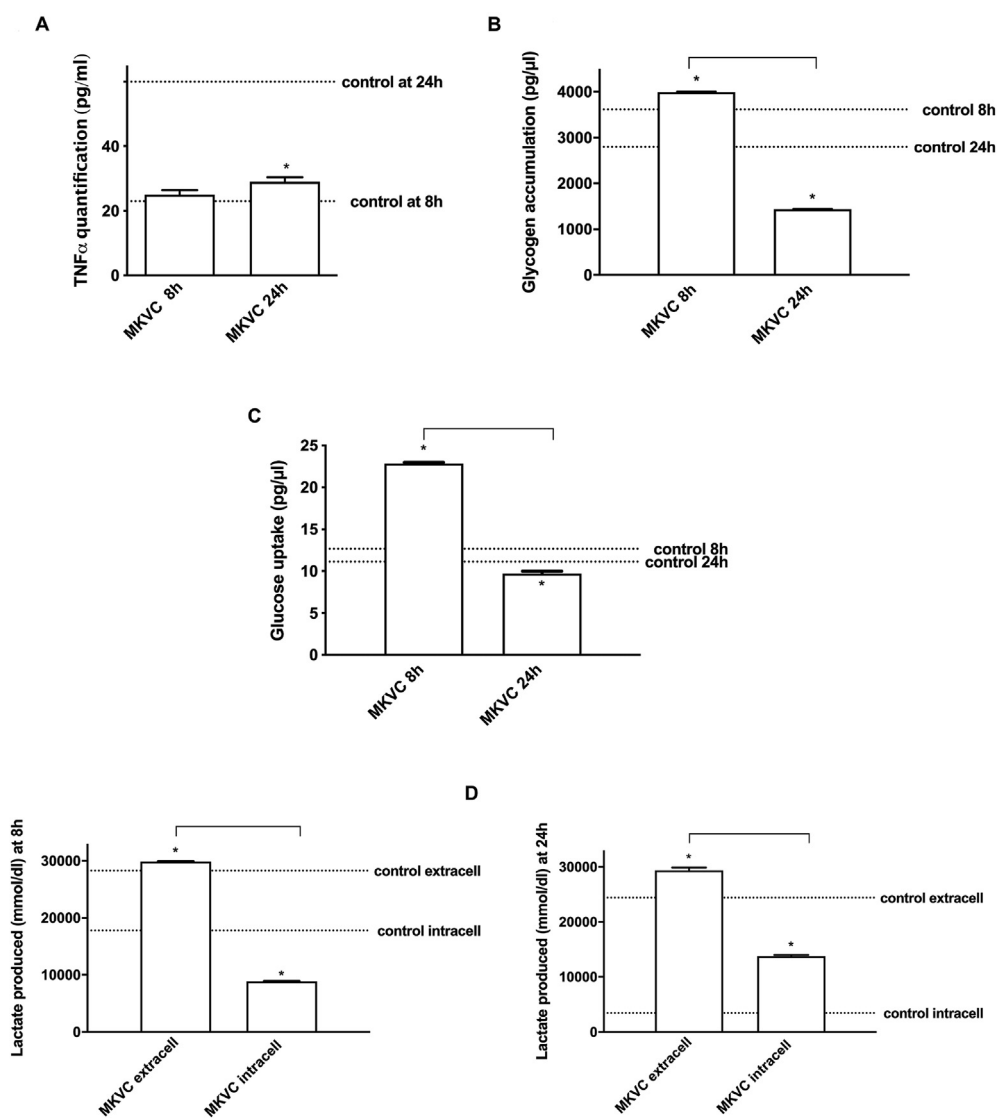 A
TNFα quantification (pg/ml)
40
20
0
control at 24h
control at 8h
*
MKVC 8h
MKVC 24h
B
Glycogen accumulation (pg/µl)
4000
3000
2000
1000
0
control 8h
control 24h
*
*
MKVC 8h
MKVC 24h
C
Glucose uptake (pg/µl)
25
20
15
10
5
0
control 8h
control 24h
*
*
MKVC 8h
MKVC 24h
D
Lactate produced (mmol/dl) at 8h
30000
20000
10000
0
control extracell
control intracell
*
*
MKVC extracell
MKVC intracell
Lactate produced (mmol/dl) at 24h
30000
20000
10000
0
control extracell
control intracell
*
*
MKVC extracell
MKVC intracell